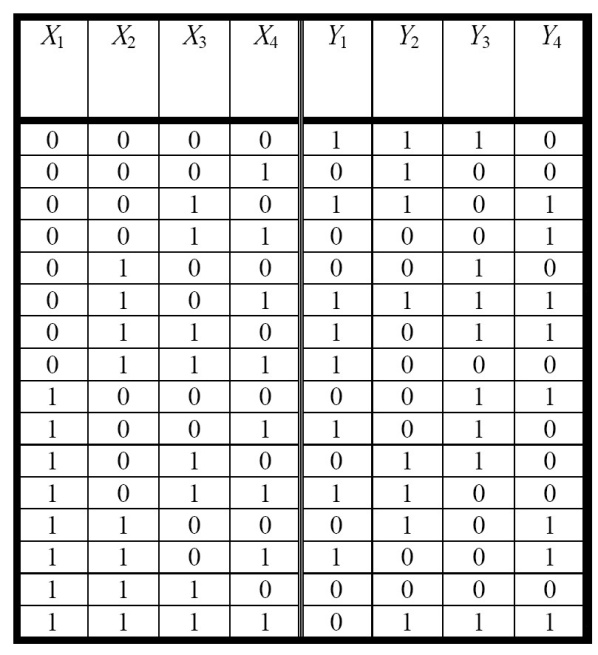 X1 X2 X3 X4 Y1 Y2 Y3 Y4
0 0 0 0 1 1 1 0
0 0 0 1 0 1 0 0
0 0 1 0 1 1 0 1
0 0 1 1 0 0 0 1
0 1 0 0 0 0 1 0
0 1 0 1 1 1 1 1
0 1 1 0 1 0 1 1
0 1 1 1 1 0 0 0
1 0 0 0 0 0 1 1
1 0 0 1 1 0 1 0
1 0 1 0 0 1 1 0
1 0 1 1 1 1 0 0
1 1 0 0 0 1 0 1
1 1 0 1 1 0 0 1
1 1 1 0 0 0 0 0
1 1 1 1 0 1 1 1